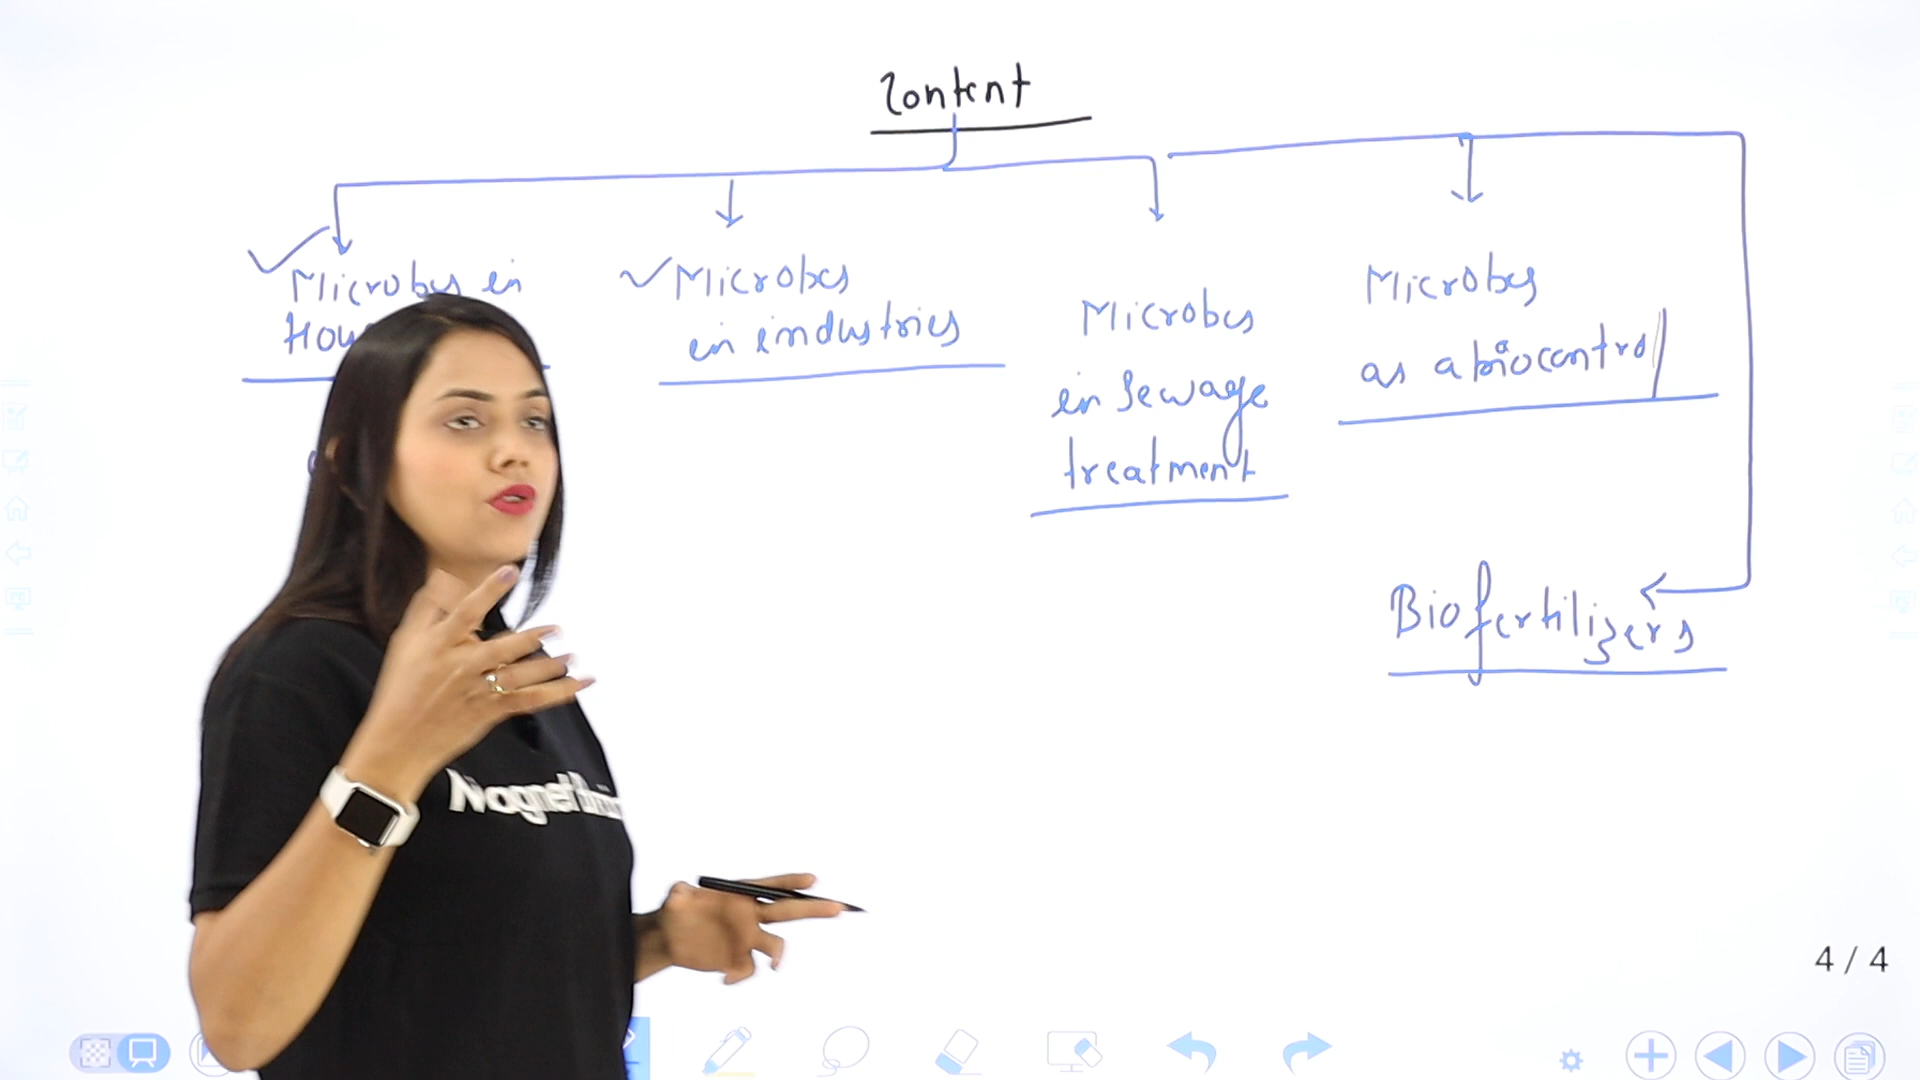 Content
Microbes in
Microbes
in industries
Microbes
in Sewage
treatment
Microbes
as a biocontrol
Biofertilizers
4 / 4